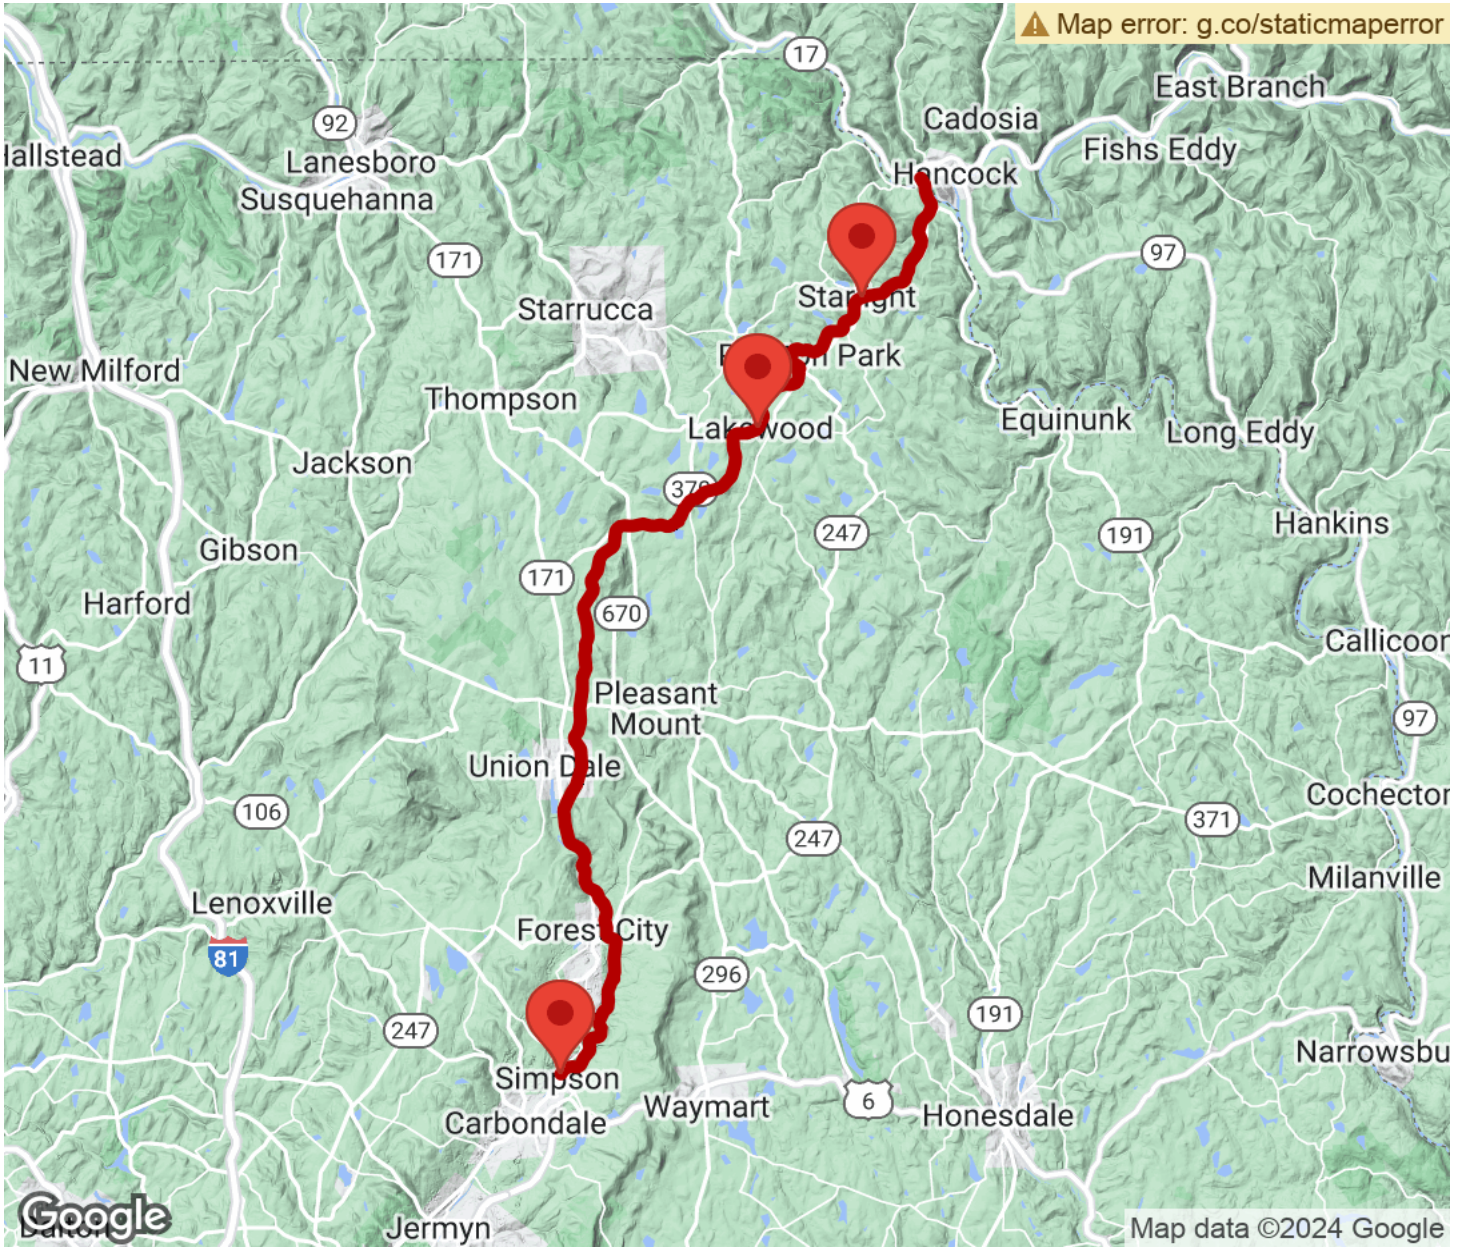 Map error: g.co/staticmaperror
17
East Branch
92
Cadosia
Hallstead
Lanesboro
Fishs Eddy
Hancock
Susquehanna
171
97
Starrucca
Starlight
Park
New Milford
Thompson
Equinunk
Lakewood
Long Eddy
Jackson
370
247
191
Hankins
Gibson
171
Harford
670
11
Callicoon
Pleasant
Mount
97
Union Dale
Cochecton
106
371
247
Milanville
Lenoxville
Forest City
81
296
191
247
Narrowsbu
Simpson
Waymart
6
Honesdale
Carbondale
Google
Dalton
Jermyn
Map data ©2024 Google